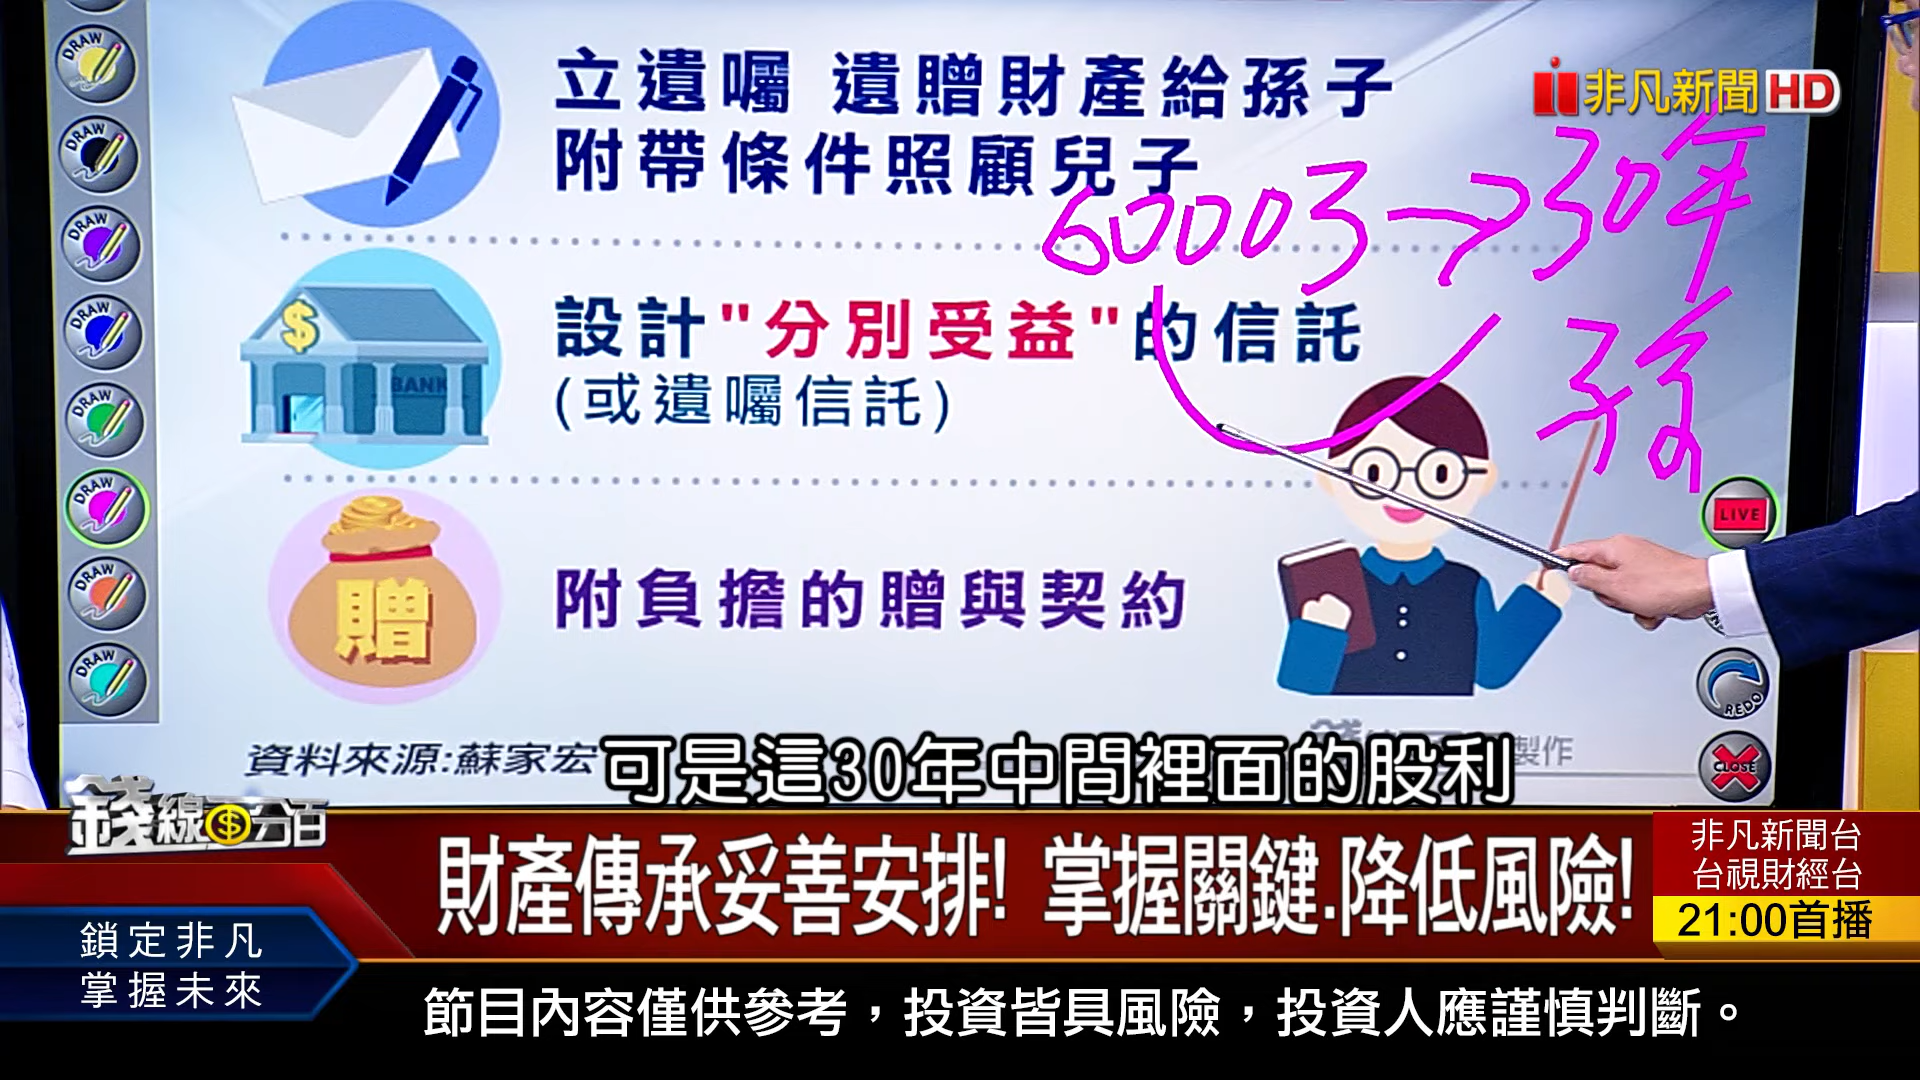 立遺囑 遺贈財產給孫子
附帶條件照顧兒子
設計"分別受益"的信託
(或遺囑信託)
附負擔的贈與契約
贈
$
BANK
資料來源:蘇家宏
製作
非凡新聞HD
30年
DRAW
DRAW
DRAW
DRAW
DRAW
DRAW
DRAW
DRAW
LIVE
REDO
CLOSE
可是這30年中間裡面的股利
錢線百分百
財產傳承妥善安排! 掌握關鍵.降低風險!
非凡新聞台
台視財經台
21:00首播
鎖定非凡
掌握未來
節目內容僅供參考，投資皆具風險，投資人應謹慎判斷。